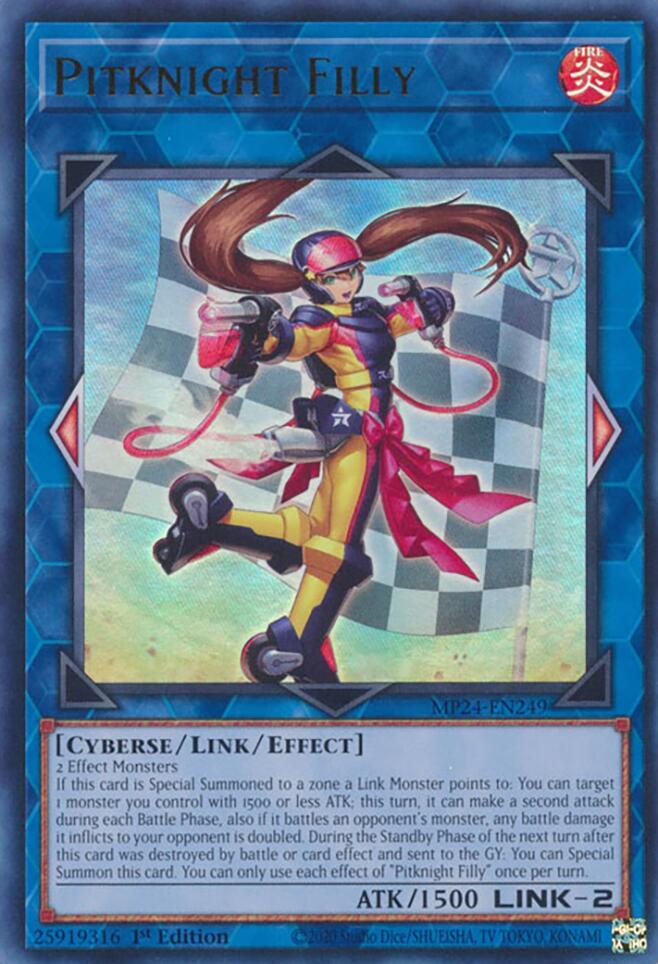 Pitknight Filly
FIRE
炎
MP24-EN249
[Cyberse/Link/Effect]
2 Effect Monsters
If this card is Special Summoned to a zone a Link Monster points to: You can target
1 monster you control with 1500 or less ATK; this turn, it can make a second attack
during each Battle Phase, also if it battles an opponent's monster, any battle damage
it inflicts to your opponent is doubled. During the Standby Phase of the next turn after
this card was destroyed by battle or card effect and sent to the GY: You can Special
Summon this card. You can only use each effect of "Pitknight Filly" once per turn.
ATK/1500 LINK-2
25919316 1st Edition ©2020 Studio Dice/SHUEISHA, TV TOKYO, KONAMI